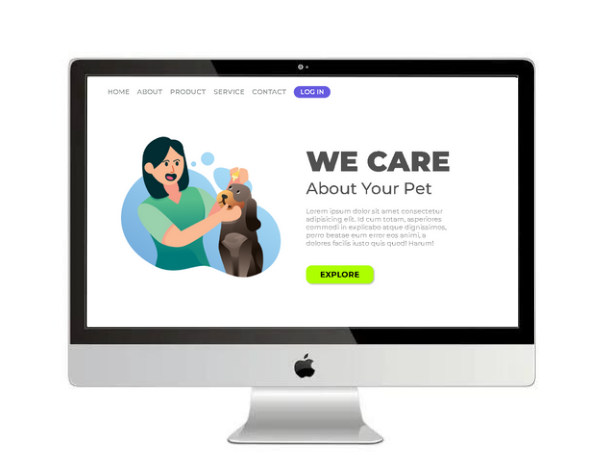 HOME ABOUT PRODUCT SERVICE CONTACT LOG IN
WE CARE
About Your Pet
Lorem ipsum dolor sit amet consectetur
adipisicing elit. Id cum totam, asperiores
commodi in explicabo atque dignissimos,
porro beatae eum error eos animi, a
dolores facilis iusto quis quod! Harum!
EXPLORE